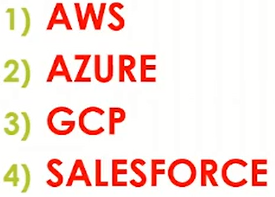 1) AWS
2) AZURE
3) GCP
4) SALESFORCE